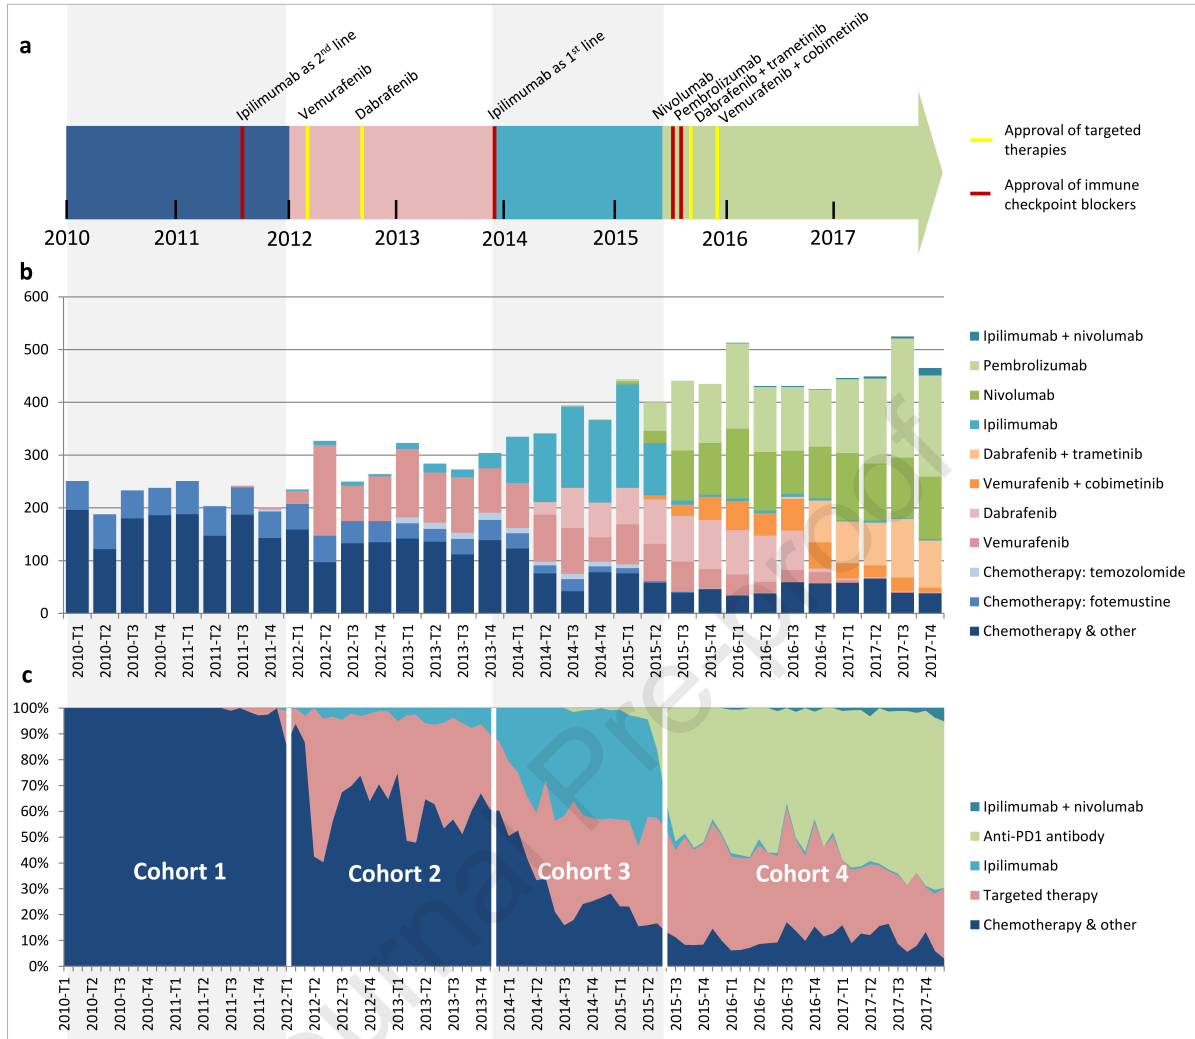 a
Ipilimumab as 2nd line
Vemurafenib
Dabrafenib
Ipilimumab as 1st line
Nivolumab
Pembrolizumab
Dabrafenib + trametinib
Vemurafenib + cobimetinib
Approval of targeted
therapies
Approval of immune
checkpoint blockers
2010
2011
2012
2013
2014
2015
2016
2017
b
600
500
400
300
200
100
0
2010-T1
2010-T2
2010-T3
2010-T4
2011-T1
2011-T2
2011-T3
2011-T4
2012-T1
2012-T2
2012-T3
2012-T4
2013-T1
2013-T2
2013-T3
2013-T4
2014-T1
2014-T2
2014-T3
2014-T4
2015-T1
2015-T2
2015-T3
2015-T4
2016-T1
2016-T2
2016-T3
2016-T4
2017-T1
2017-T2
2017-T3
2017-T4
Ipilimumab + nivolumab
Pembrolizumab
Nivolumab
Ipilimumab
Dabrafenib + trametinib
Vemurafenib + cobimetinib
Dabrafenib
Vemurafenib
Chemotherapy: temozolomide
Chemotherapy: fotemustine
Chemotherapy & other
c
100%
90%
80%
70%
60%
50%
40%
30%
20%
10%
0%
Cohort 1
Cohort 2
Cohort 3
Cohort 4
2010-T1
2010-T2
2010-T3
2010-T4
2011-T1
2011-T2
2011-T3
2011-T4
2012-T1
2012-T2
2012-T3
2012-T4
2013-T1
2013-T2
2013-T3
2013-T4
2014-T1
2014-T2
2014-T3
2014-T4
2015-T1
2015-T2
2015-T3
2015-T4
2016-T1
2016-T2
2016-T3
2016-T4
2017-T1
2017-T2
2017-T3
2017-T4
Ipilimumab + nivolumab
Anti-PD1 antibody
Ipilimumab
Targeted therapy
Chemotherapy & other
Pre-proof